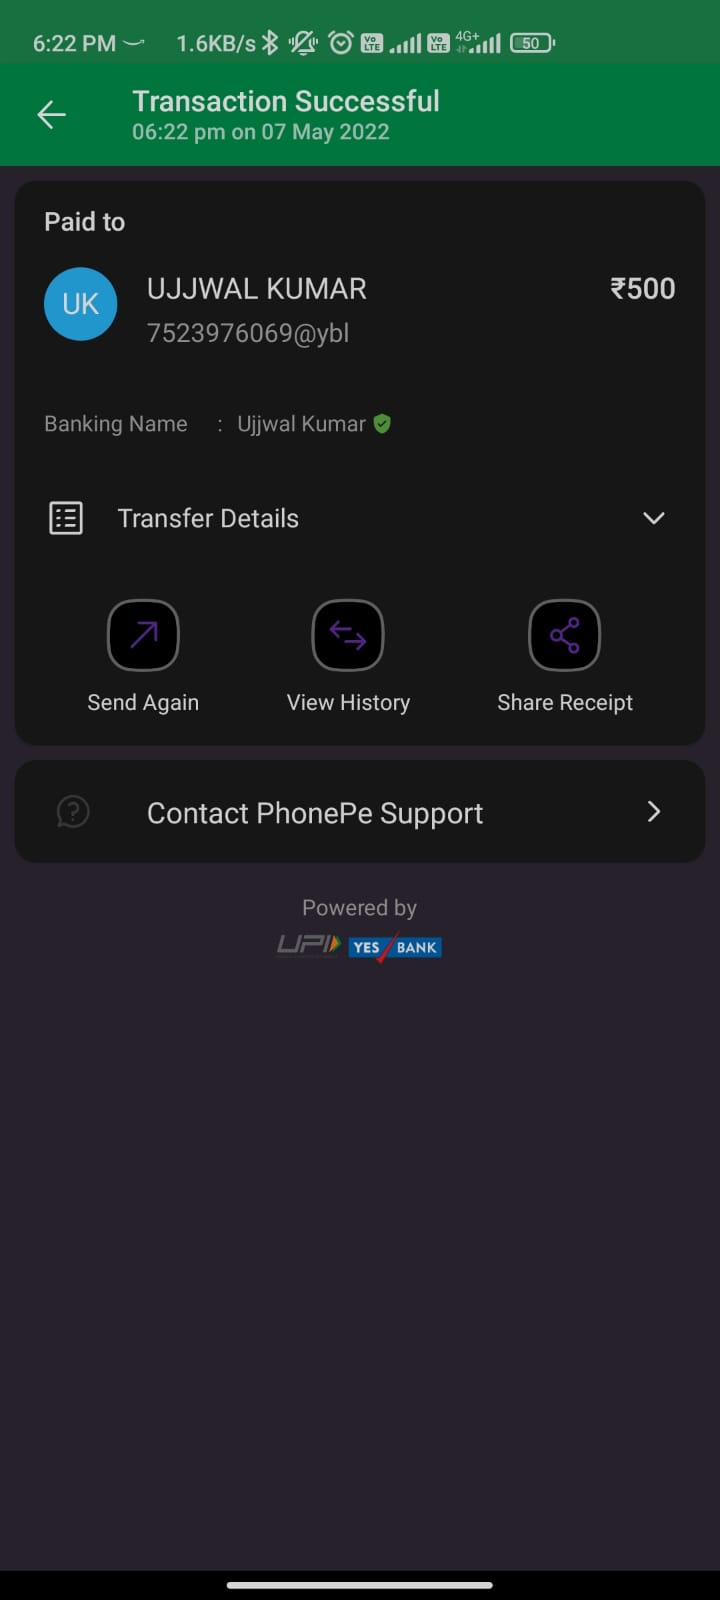 6:22 PM 1.6KB/s Vo LTE Vo LTE 4G+ 50
Transaction Successful
06:22 pm on 07 May 2022
Paid to
UK UJJWAL KUMAR ₹500
7523976069@ybl
Banking Name : Ujjwal Kumar
Transfer Details
Send Again View History Share Receipt
Contact PhonePe Support
Powered by
UPI YES BANK